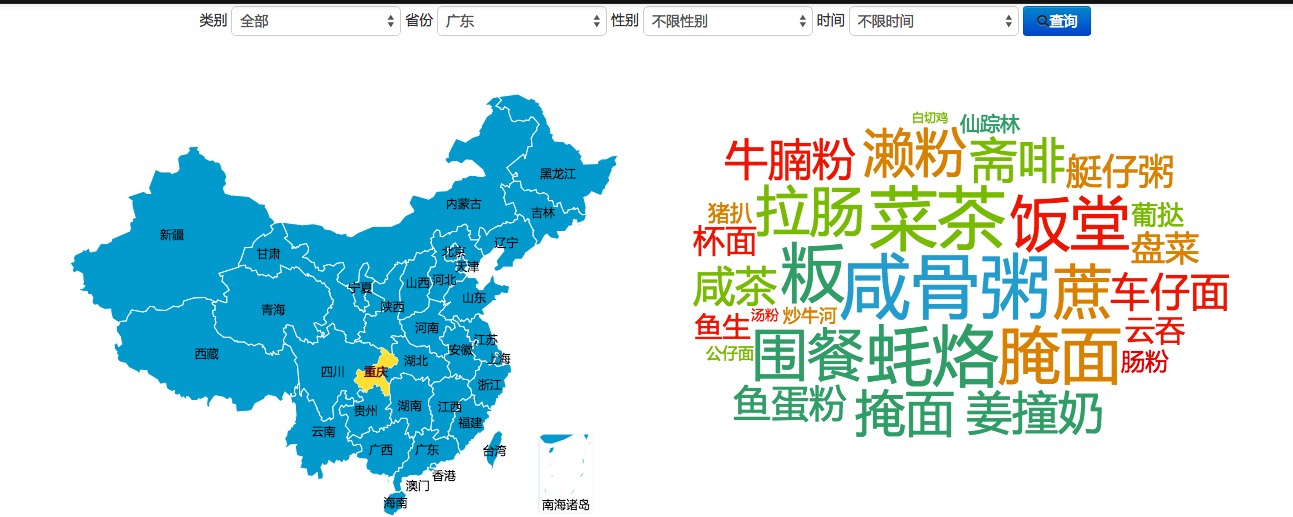 类别 全部 省份 广东 性别 不限性别 时间 不限时间 查询
黑龙江
内蒙古
吉林
新疆
辽宁
甘肃
北京
天津
宁夏
山西
河北
山东
青海
陕西
河南
江苏
西藏
安徽
上海
四川
重庆
湖北
浙江
贵州
湖南
江西
福建
云南
广西
广东
台湾
香港
澳门
海南
南海诸岛
白切鸡
仙踪林
牛腩粉
濑粉
斋啡
艇仔粥
猪扒
拉肠
菜茶
饭堂
葡挞
杯面
盘菜
咸茶
粄
咸骨粥
蔗
车仔面
鱼生
汤粉
炒牛河
云吞
公仔面
围餐
蚝烙
腌面
肠粉
鱼蛋粉
掩面
姜撞奶